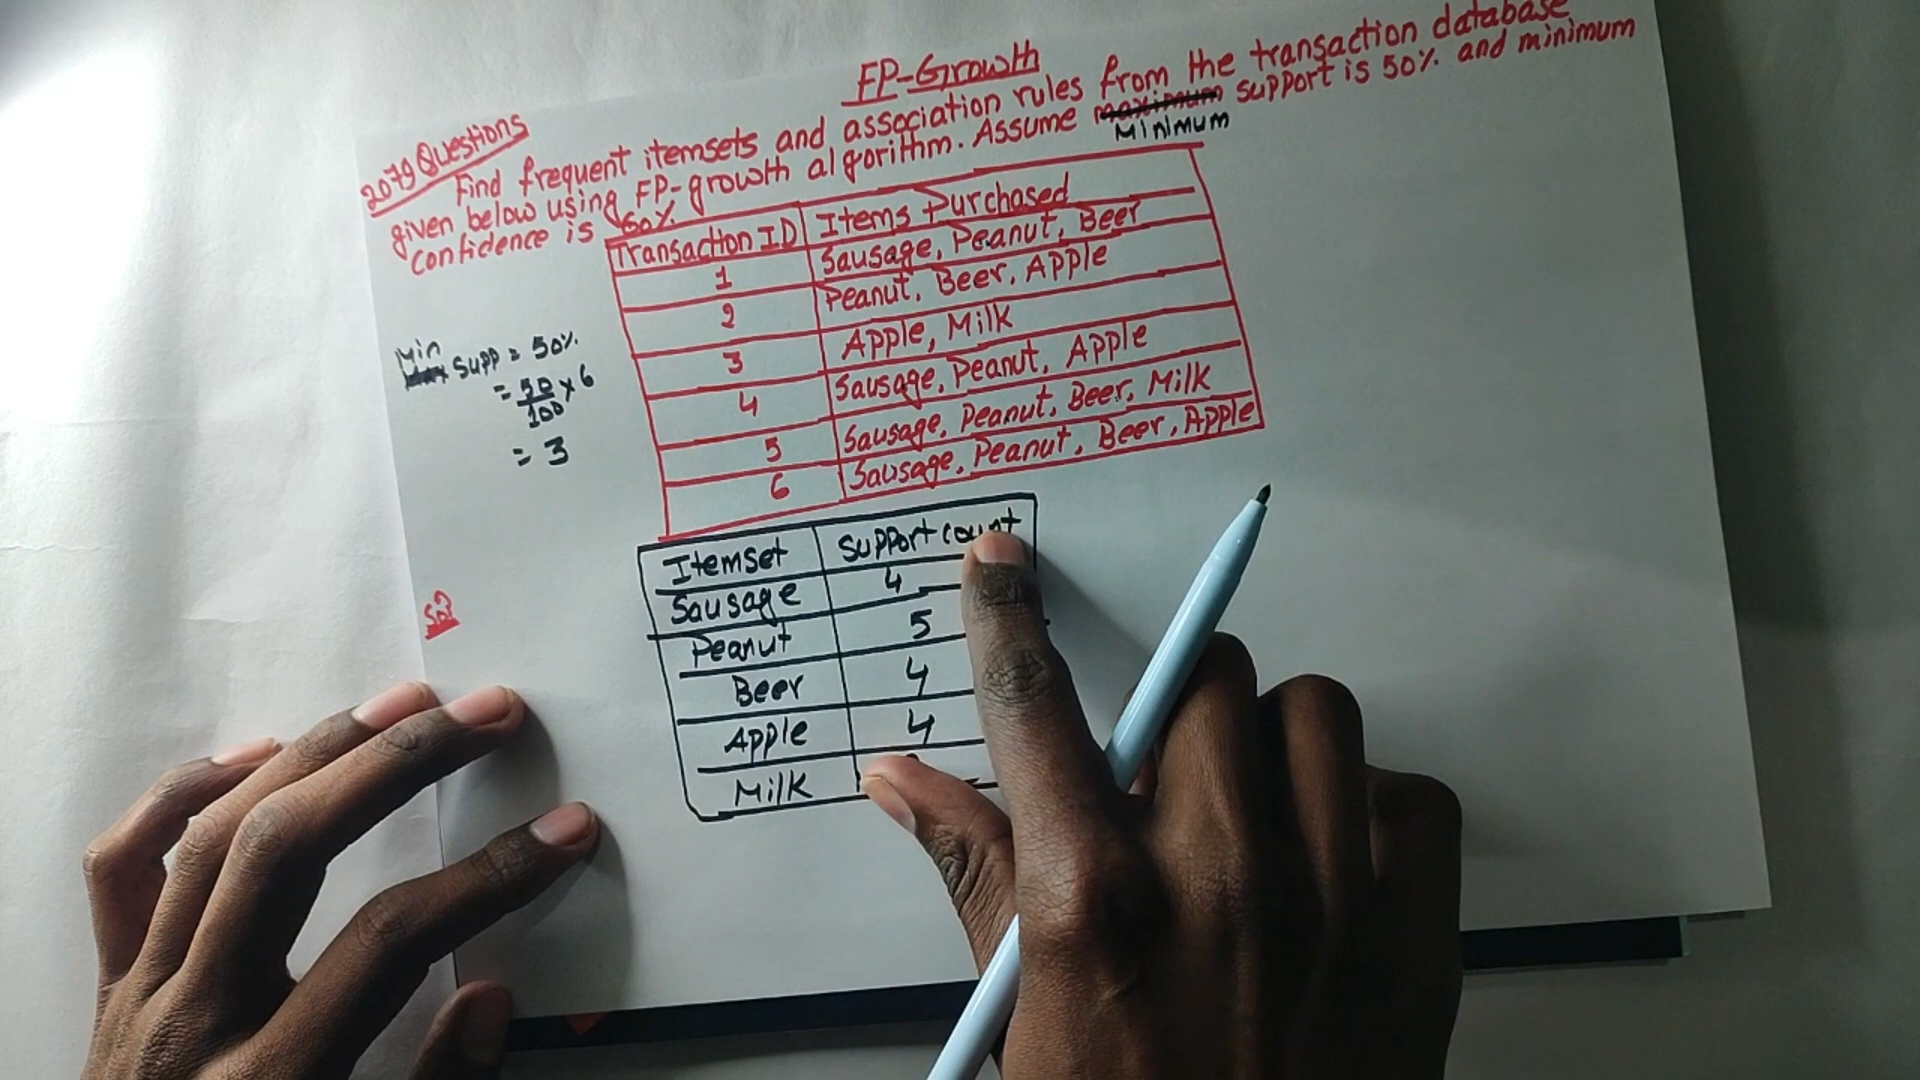 FP-Growth
2079 Questions
Find frequent itemsets and association rules from the transaction database
given below using FP-growth algorithm. Assume maximum support is 50% and minimum
Minimum
confidence is 60%
Transaction ID Items Purchased
1 Sausage, Peanut, Beer
2 Peanut, Beer, Apple
3 Apple, Milk
4 Sausage, Peanut, Apple
5 Sausage, Peanut, Beer, Milk
6 Sausage, Peanut, Beer, Apple
Min
Supp = 50%
= 50/100 x 6
= 3
Itemset Support count
Sausage 4
Peanut 5
Beer 4
Apple 4
Milk